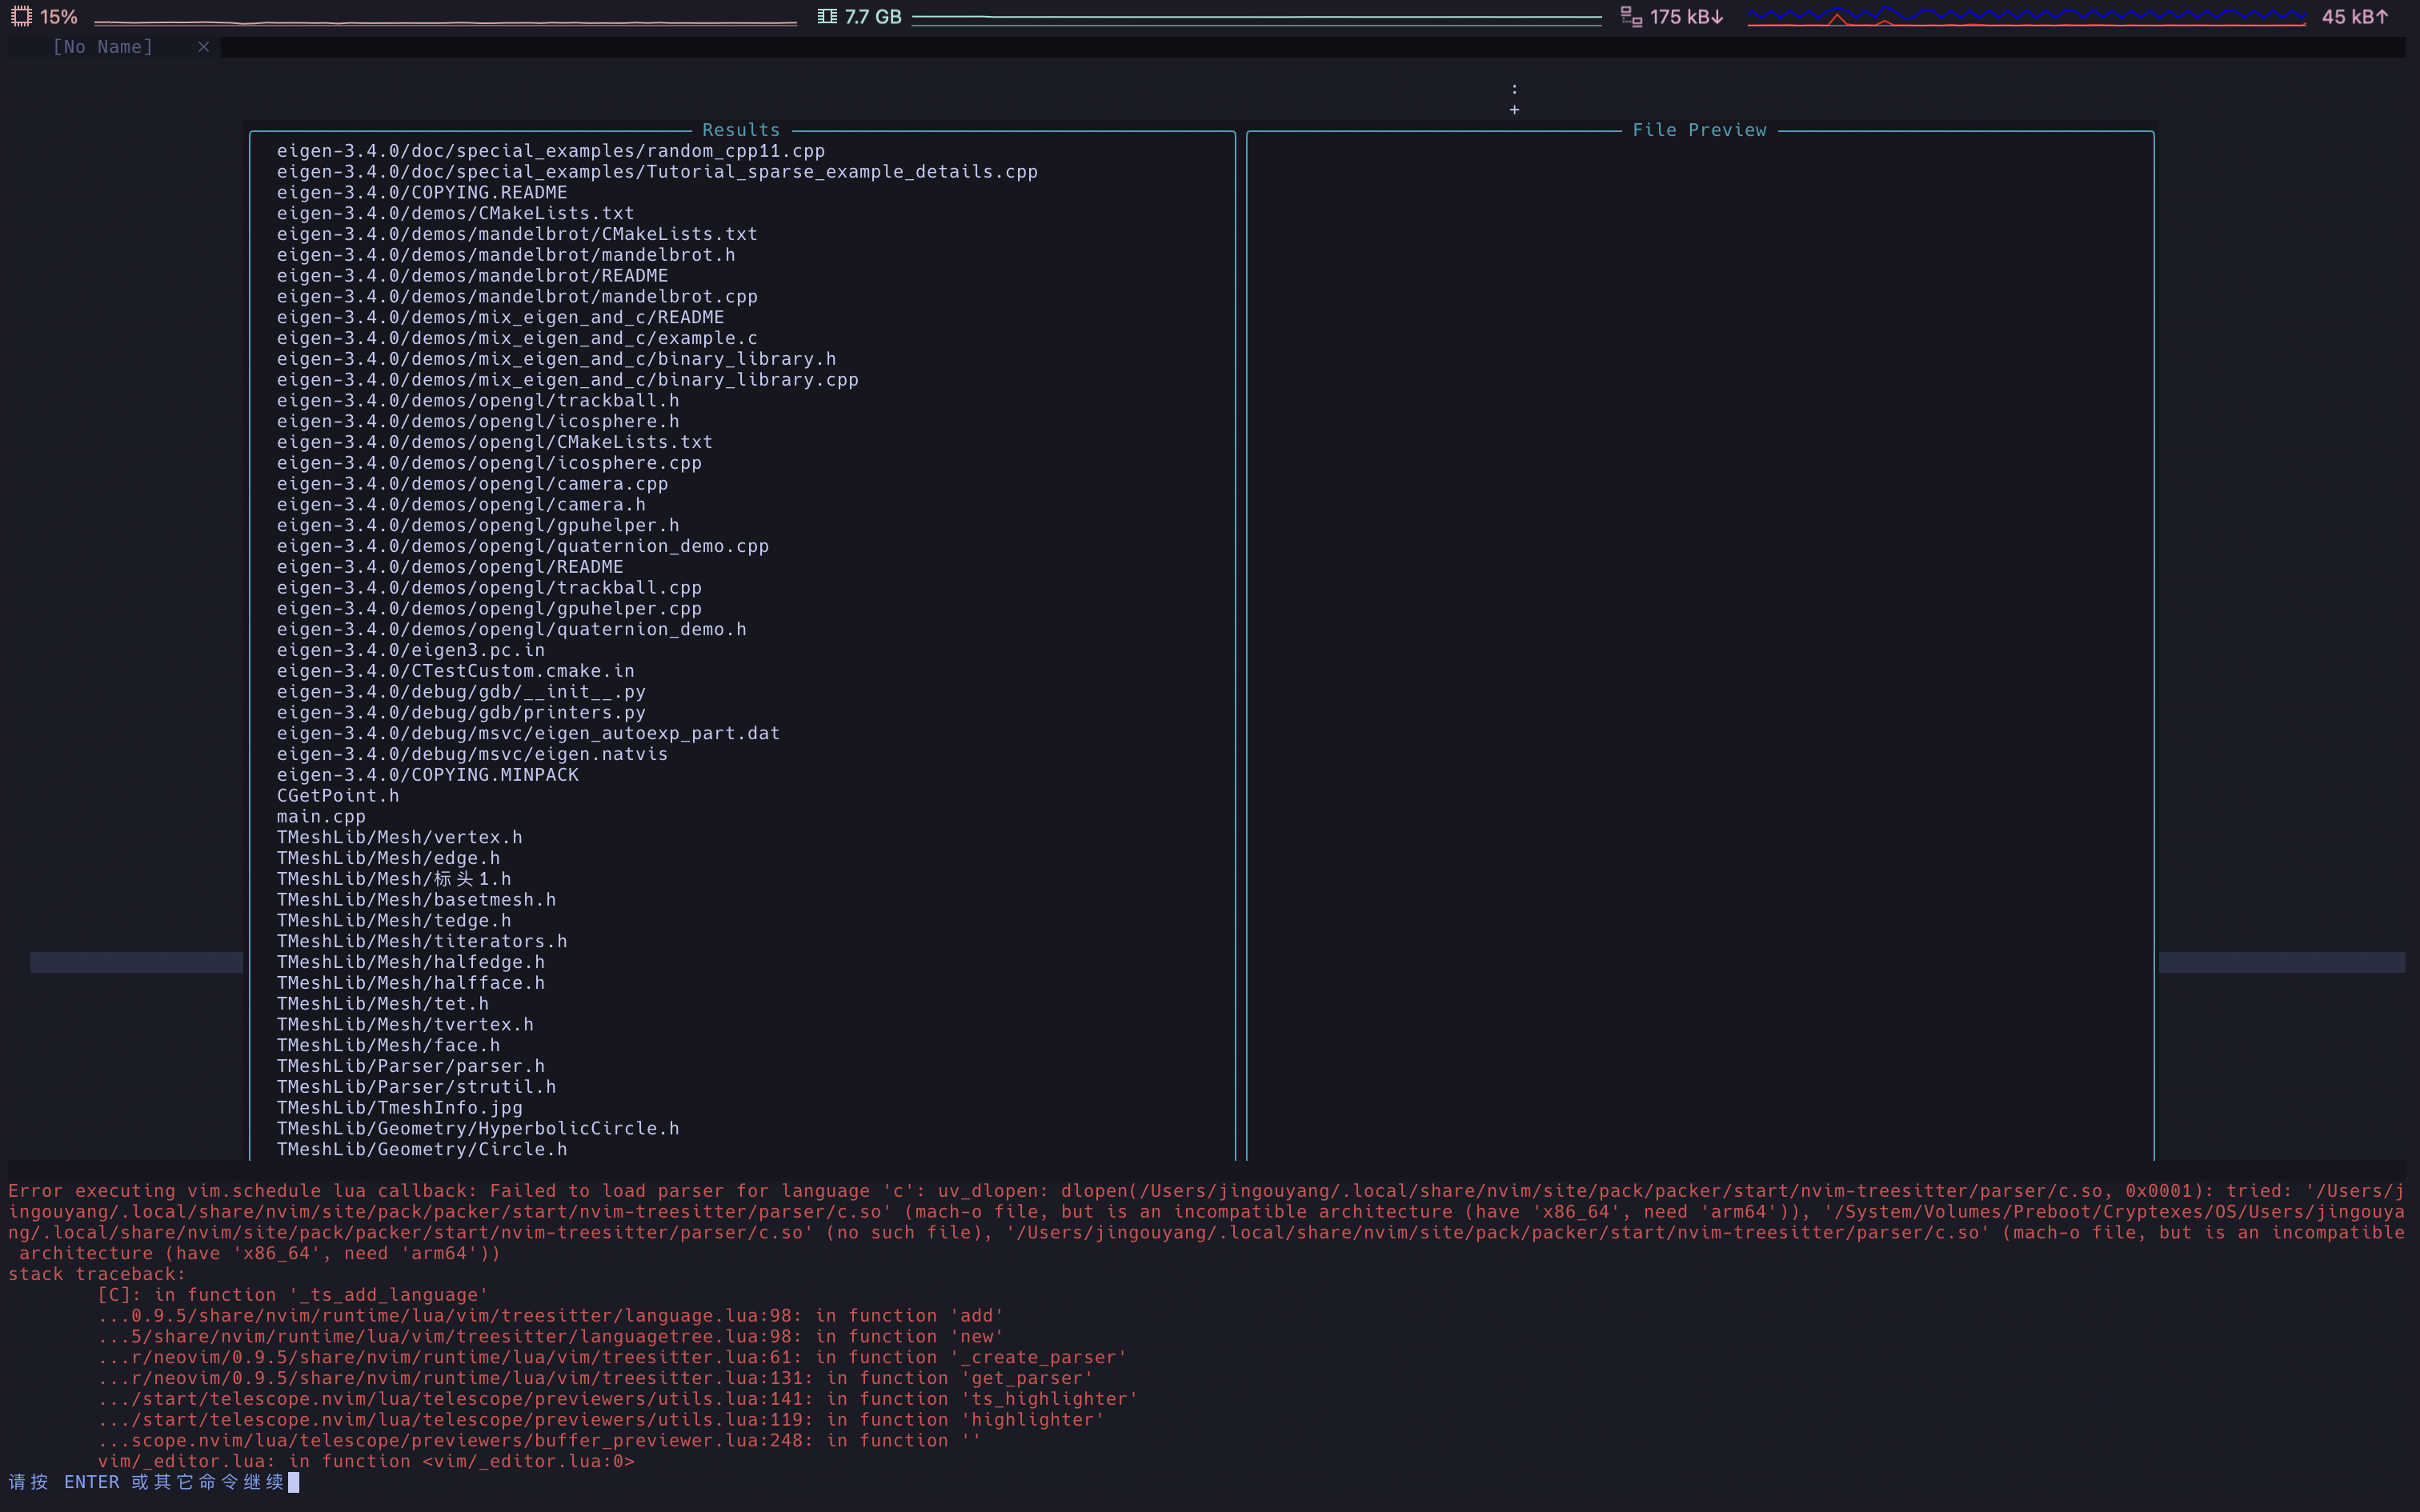 15%
7.7 GB
175 kB↓
45 kB↑
[No Name] ×
:
+
Results
File Preview
eigen-3.4.0/doc/special_examples/random_cpp11.cpp
eigen-3.4.0/doc/special_examples/Tutorial_sparse_example_details.cpp
eigen-3.4.0/COPYING.README
eigen-3.4.0/demos/CMakeLists.txt
eigen-3.4.0/demos/mandelbrot/CMakeLists.txt
eigen-3.4.0/demos/mandelbrot/mandelbrot.h
eigen-3.4.0/demos/mandelbrot/README
eigen-3.4.0/demos/mandelbrot/mandelbrot.cpp
eigen-3.4.0/demos/mix_eigen_and_c/README
eigen-3.4.0/demos/mix_eigen_and_c/example.c
eigen-3.4.0/demos/mix_eigen_and_c/binary_library.h
eigen-3.4.0/demos/mix_eigen_and_c/binary_library.cpp
eigen-3.4.0/demos/opengl/trackball.h
eigen-3.4.0/demos/opengl/icosphere.h
eigen-3.4.0/demos/opengl/CMakeLists.txt
eigen-3.4.0/demos/opengl/icosphere.cpp
eigen-3.4.0/demos/opengl/camera.cpp
eigen-3.4.0/demos/opengl/camera.h
eigen-3.4.0/demos/opengl/gpuhelper.h
eigen-3.4.0/demos/opengl/quaternion_demo.cpp
eigen-3.4.0/demos/opengl/README
eigen-3.4.0/demos/opengl/trackball.cpp
eigen-3.4.0/demos/opengl/gpuhelper.cpp
eigen-3.4.0/demos/opengl/quaternion_demo.h
eigen-3.4.0/eigen3.pc.in
eigen-3.4.0/CTestCustom.cmake.in
eigen-3.4.0/debug/gdb/__init__.py
eigen-3.4.0/debug/gdb/printers.py
eigen-3.4.0/debug/msvc/eigen_autoexp_part.dat
eigen-3.4.0/debug/msvc/eigen.natvis
eigen-3.4.0/COPYING.MINPACK
CGetPoint.h
main.cpp
TMeshLib/Mesh/vertex.h
TMeshLib/Mesh/edge.h
TMeshLib/Mesh/标头1.h
TMeshLib/Mesh/basetmesh.h
TMeshLib/Mesh/tedge.h
TMeshLib/Mesh/titerators.h
TMeshLib/Mesh/halfedge.h
TMeshLib/Mesh/halfface.h
TMeshLib/Mesh/tet.h
TMeshLib/Mesh/tvertex.h
TMeshLib/Mesh/face.h
TMeshLib/Parser/parser.h
TMeshLib/Parser/strutil.h
TMeshLib/TmeshInfo.jpg
TMeshLib/Geometry/HyperbolicCircle.h
TMeshLib/Geometry/Circle.h
Error executing vim.schedule lua callback: Failed to load parser for language 'c': uv_dlopen: dlopen(/Users/jingouyang/.local/share/nvim/site/pack/packer/start/nvim-treesitter/parser/c.so, 0x0001): tried: '/Users/j
ingouyang/.local/share/nvim/site/pack/packer/start/nvim-treesitter/parser/c.so' (mach-o file, but is an incompatible architecture (have 'x86_64', need 'arm64')), '/System/Volumes/Preboot/Cryptexes/OS/Users/jingouya
ng/.local/share/nvim/site/pack/packer/start/nvim-treesitter/parser/c.so' (no such file), '/Users/jingouyang/.local/share/nvim/site/pack/packer/start/nvim-treesitter/parser/c.so' (mach-o file, but is an incompatible
 architecture (have 'x86_64', need 'arm64'))
stack traceback:
[C]: in function '_ts_add_language'
...0.9.5/share/nvim/runtime/lua/vim/treesitter/language.lua:98: in function 'add'
...5/share/nvim/runtime/lua/vim/treesitter/languagetree.lua:98: in function 'new'
...r/neovim/0.9.5/share/nvim/runtime/lua/vim/treesitter.lua:61: in function '_create_parser'
...r/neovim/0.9.5/share/nvim/runtime/lua/vim/treesitter.lua:131: in function 'get_parser'
.../start/telescope.nvim/lua/telescope/previewers/utils.lua:141: in function 'ts_highlighter'
.../start/telescope.nvim/lua/telescope/previewers/utils.lua:119: in function 'highlighter'
...scope.nvim/lua/telescope/previewers/buffer_previewer.lua:248: in function ''
vim/_editor.lua: in function <vim/_editor.lua:0>
请按 ENTER 或其它命令继续